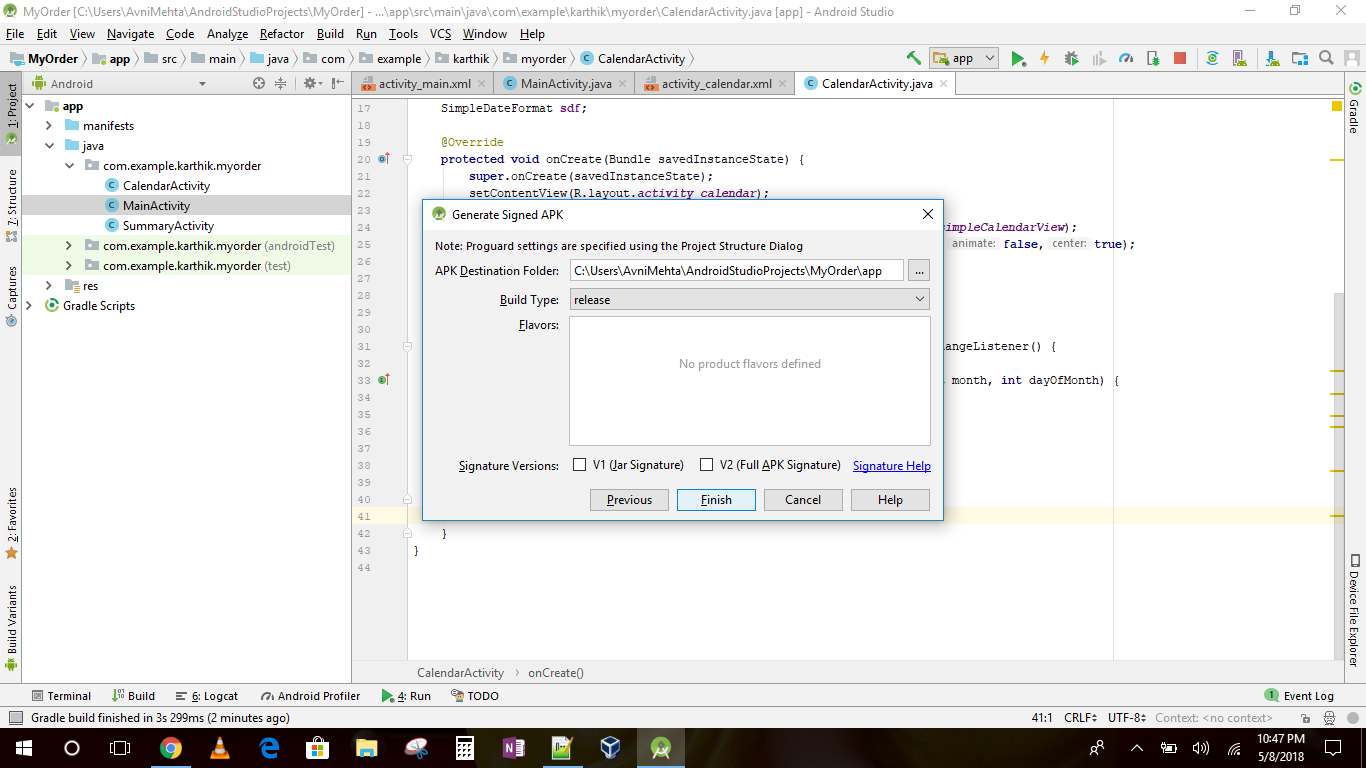 MyOrder [C:\Users\AvniMehta\AndroidStudioProjects\MyOrder] - ...\app\src\main\java\com\example\karthik\myorder\CalendarActivity.java [app] - Android Studio
File Edit View Navigate Code Analyze Refactor Build Run Tools VCS Window Help
MyOrder app src main java com example karthik myorder CalendarActivity app
Android activity_main.xml MainActivity.java activity_calendar.xml CalendarActivity.java
1: Project
7: Structure
Captures
2: Favorites
Build Variants
app
manifests
java
com.example.karthik.myorder
CalendarActivity
MainActivity
SummaryActivity
com.example.karthik.myorder (androidTest)
com.example.karthik.myorder (test)
res
Gradle Scripts
17 SimpleDateFormat sdf;
18
19 @Override
20 protected void onCreate(Bundle savedInstanceState) {
21 super.onCreate(savedInstanceState);
22 setContentView(R.layout.activity_calendar);
23
24 simpleCalendarView);
25 animate: false, center: true);
26
27
28
29
30
31 angeListener() {
32
33 month, int dayOfMonth) {
34
35
36
37
38
39
40
41
42 }
43 }
44
Generate Signed APK
Note: Proguard settings are specified using the Project Structure Dialog
APK Destination Folder: C:\Users\AvniMehta\AndroidStudioProjects\MyOrder\app ...
Build Type: release
Flavors:
No product flavors defined
Signature Versions: V1 (Jar Signature) V2 (Full APK Signature) Signature Help
Previous Finish Cancel Help
Gradle
Device File Explorer
CalendarActivity onCreate()
Terminal Build 6: Logcat Android Profiler 4: Run TODO 1 Event Log
Gradle build finished in 3s 299ms (2 minutes ago) 41:1 CRLF UTF-8 Context: <no context>
10:47 PM
5/8/2018